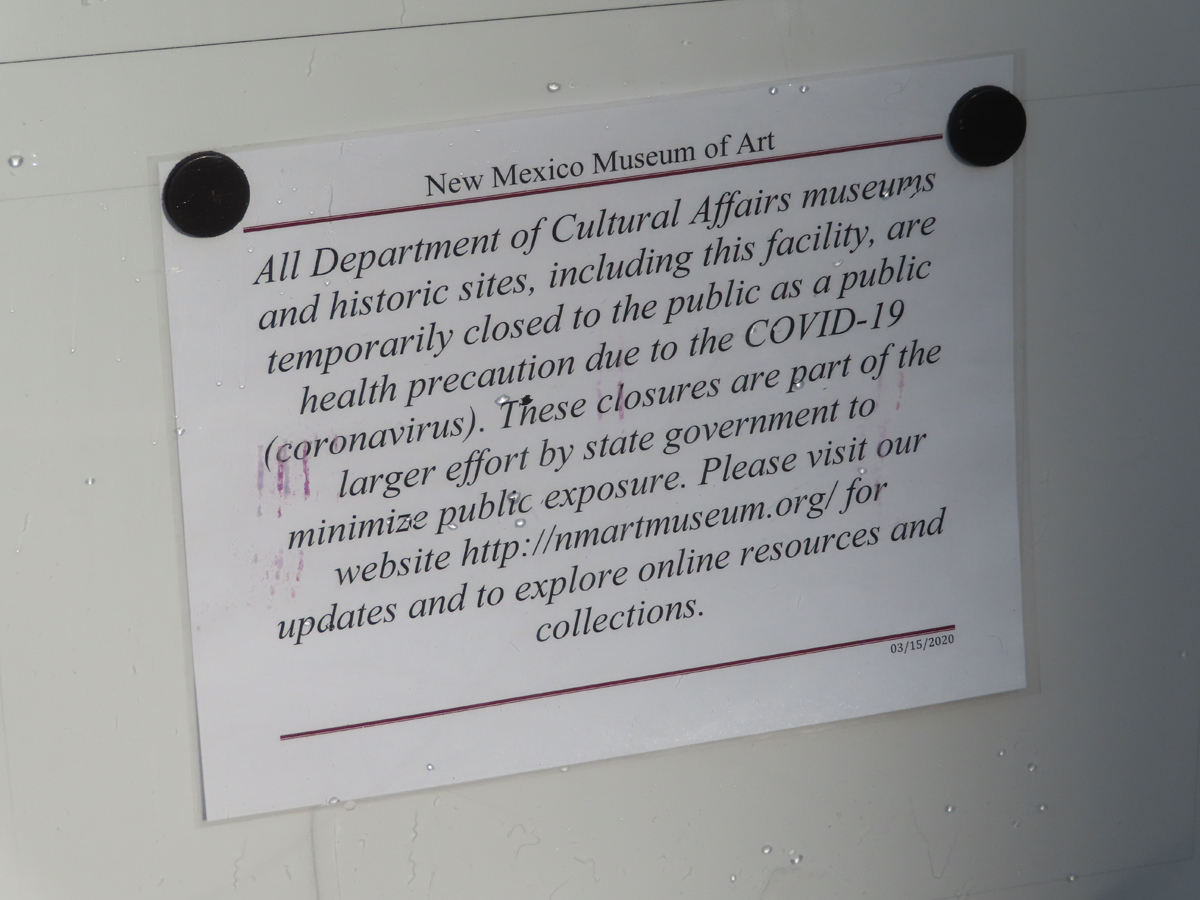 New Mexico Museum of Art
All Department of Cultural Affairs museums
and historic sites, including this facility, are
temporarily closed to the public as a public
health precaution due to the COVID-19
(coronavirus). These closures are part of the
larger effort by state government to
minimize public exposure. Please visit our
website http://nmartmuseum.org/ for
updates and to explore online resources and
collections.
03/15/2020